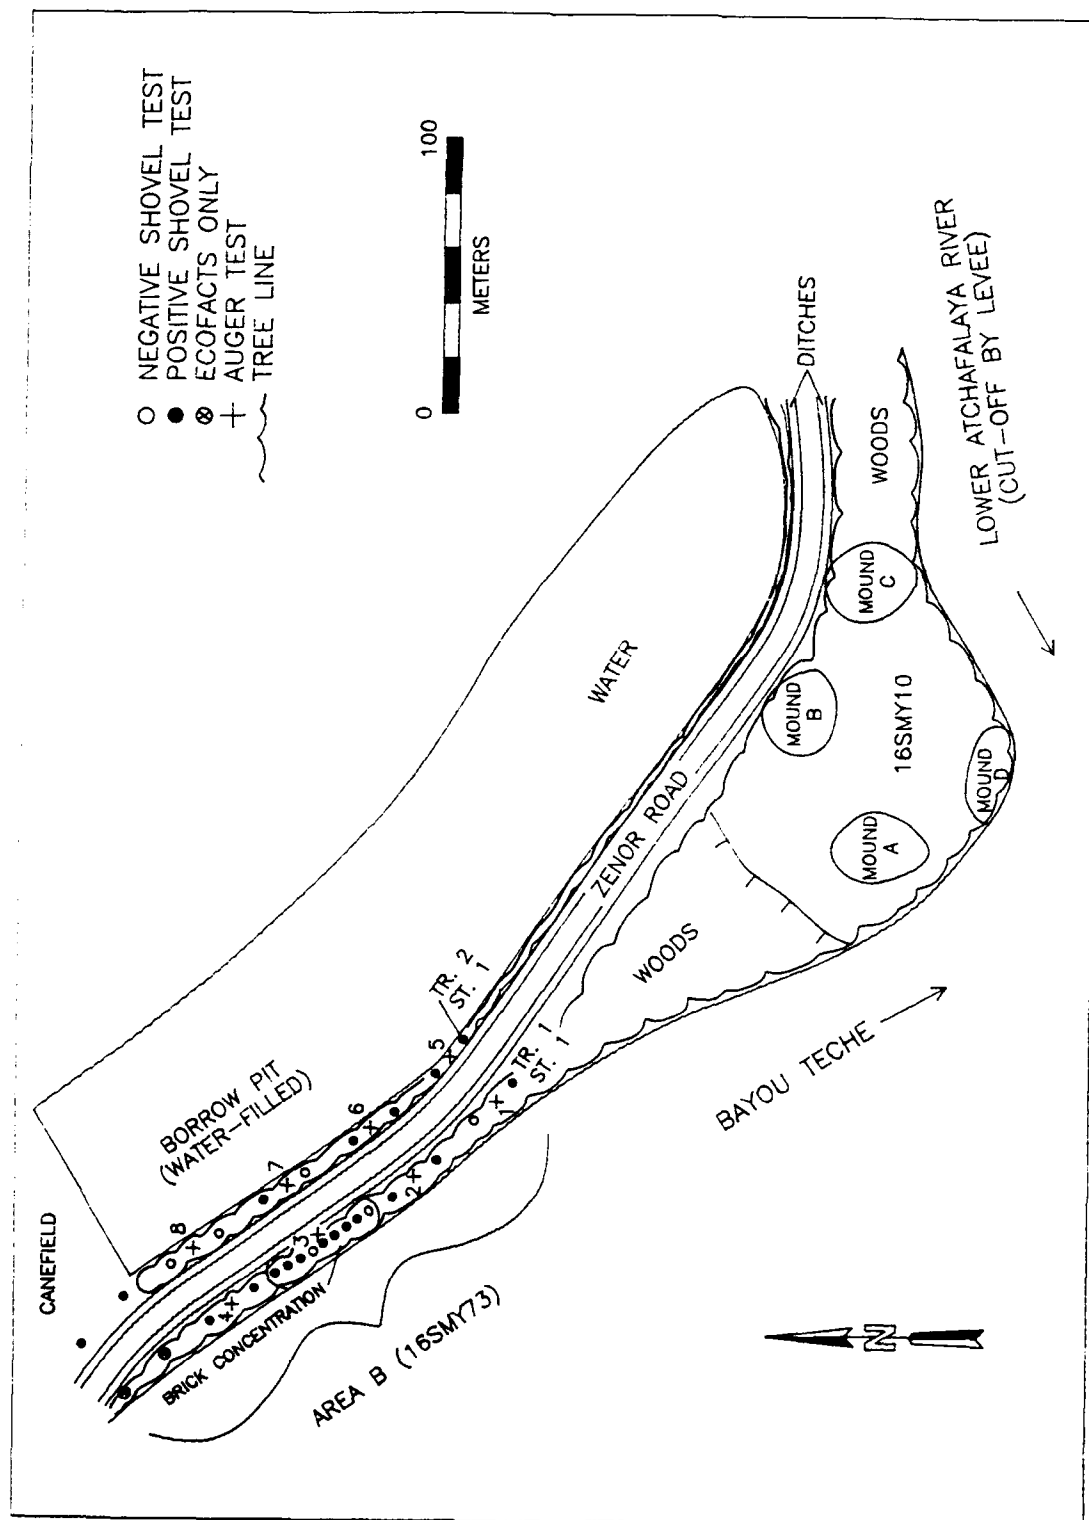 NEGATIVE SHOVEL TEST
POSITIVE SHOVEL TEST
ECOFACTS ONLY
AUGER TEST
TREE LINE
0
100
METERS
CANEFIELD
BORROW PIT
(WATER-FILLED)
WATER
8
7
6
5
TR. 2
ST. 1
ZENOR ROAD
DITCHES
4
3
2
1
TR. 1
ST. 1
BRICK CONCENTRATION
AREA B (16SMY73)
WOODS
WOODS
MOUND
A
MOUND
B
MOUND
C
MOUND
D
16SMY10
BAYOU TECHE
LOWER ATCHAFALAYA RIVER
(CUT-OFF BY LEVEE)
N